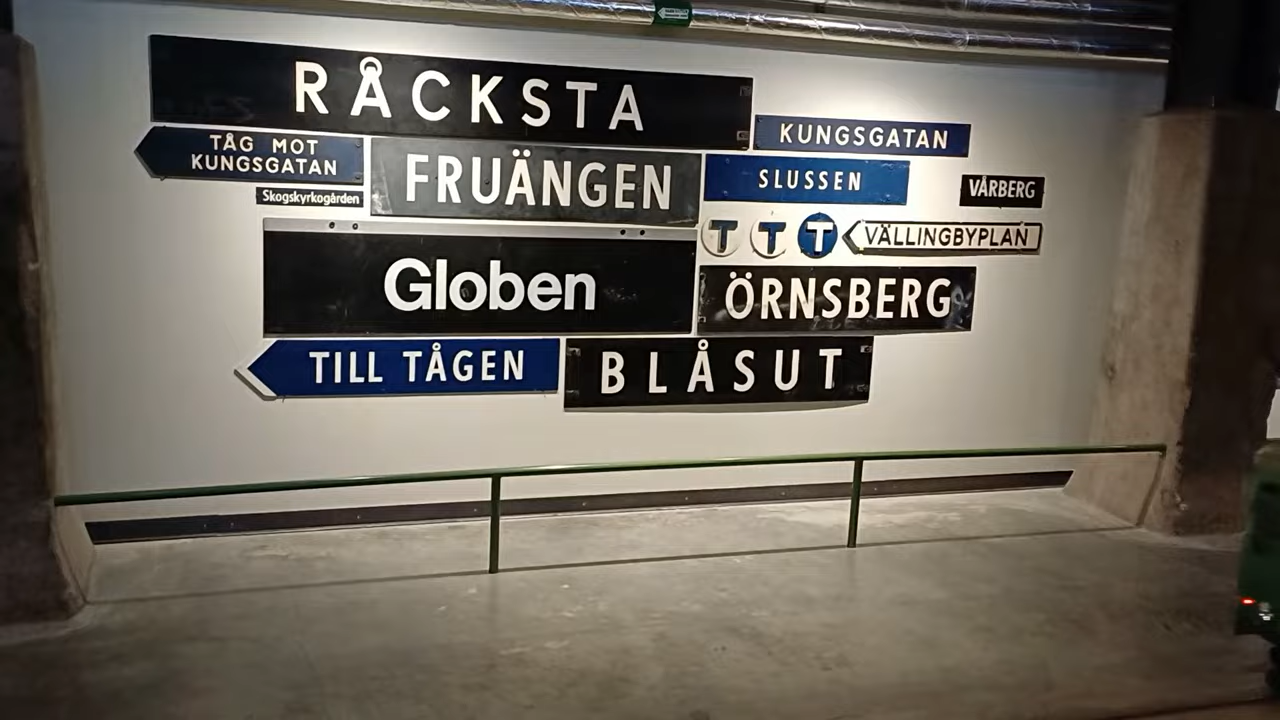 RÅCKSTA
KUNGSGATAN
TÅG MOT
KUNGSGATAN
FRUÄNGEN
SLUSSEN
VÅRBERG
Skogskyrkogården
T T T
VÄLLINGBYPLAN
Globen
ÖRNSBERG
TILL TÅGEN
BLÅSUT